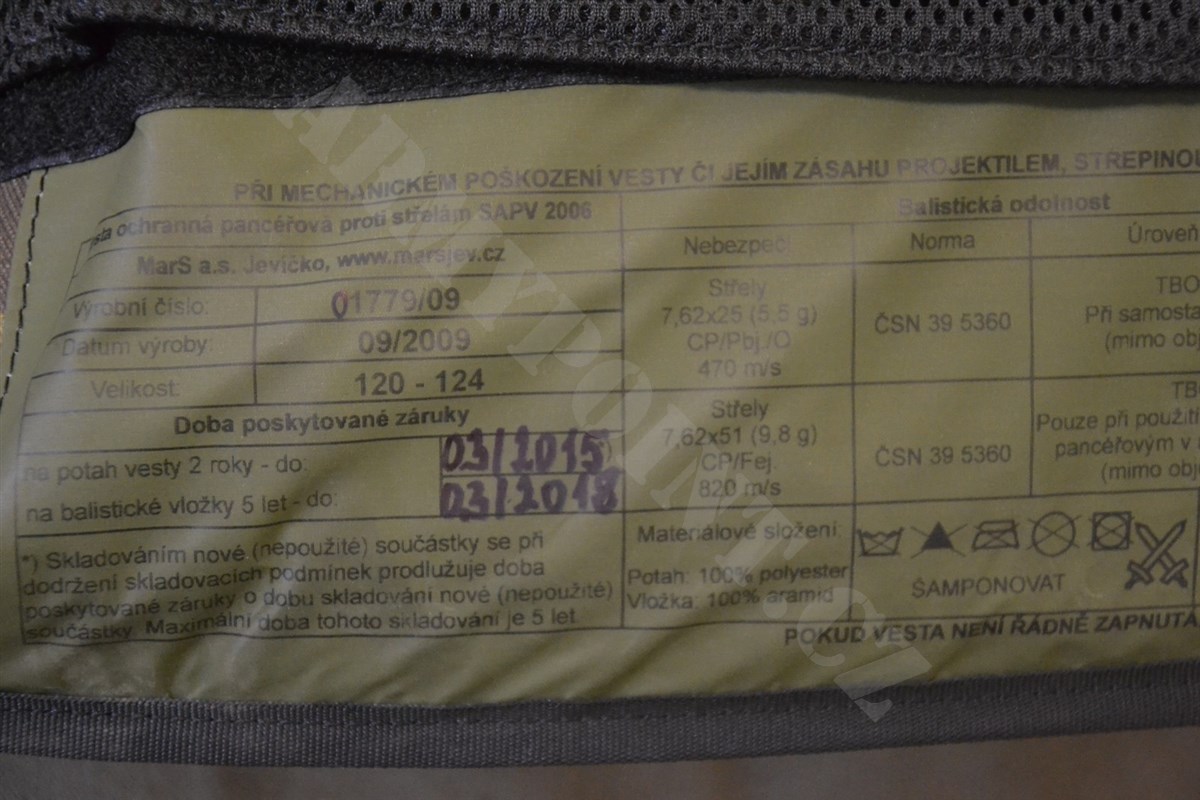 PŘI MECHANICKÉM POŠKOZENÍ VESTY ČI JEJÍM ZÁSAHU PROJEKTILEM,
ochranná pancéřová proti střelám SAPV 2006
MarS a.s. Jevíčko, www.marsjev.cz
Výrobní číslo: 01779/09
Datum výroby: 09/2009
Velikost: 120 - 124
Doba poskytované záruky
na potah vesty 2 roky - do: 03/2015
na balistické vložky 5 let - do: 03/2018
*) Skladováním nové (nepoužité) součástky se při
dodržení skladovacích podmínek prodlužuje doba
poskytované záruky o dobu skladování nové (nepoužité)
součástky. Maximální doba tohoto skladování je 5 let.
Balistická odolnost
Nebezpečí Norma Úroveň
Střely
7,62x25 (5,5 g)
CP/Pbj./O
470 m/s
ČSN 39 5360
TBO
Při
(mimo
Střely
7,62x51 (9,8 g)
CP/Fej.
820 m/s
ČSN 39 5360
Pouze při
pancéřovým v
(mimo
Materiálové složení:
Potah: 100% polyester
Vložka: 100% aramid
ŠAMPONOVAT
POKUD VESTA NENÍ ŘÁDNĚ ZAPNUTA
ARMYPOINT.CZ